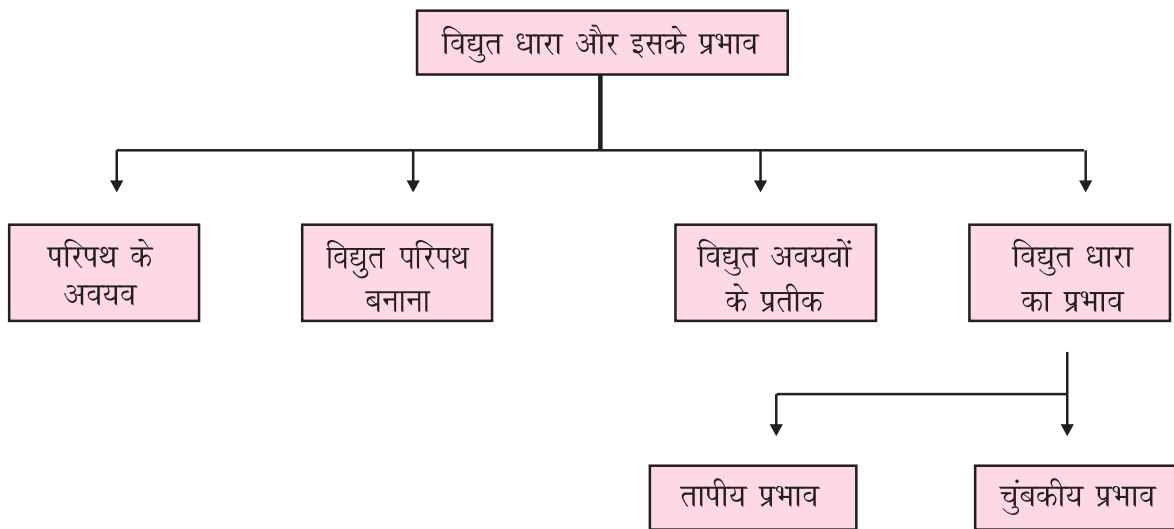 विद्युत धारा और इसके प्रभाव
परिपथ के
अवयव
विद्युत परिपथ
बनाना
विद्युत अवयवों
के प्रतीक
विद्युत धारा
का प्रभाव
तापीय प्रभाव
चुंबकीय प्रभाव